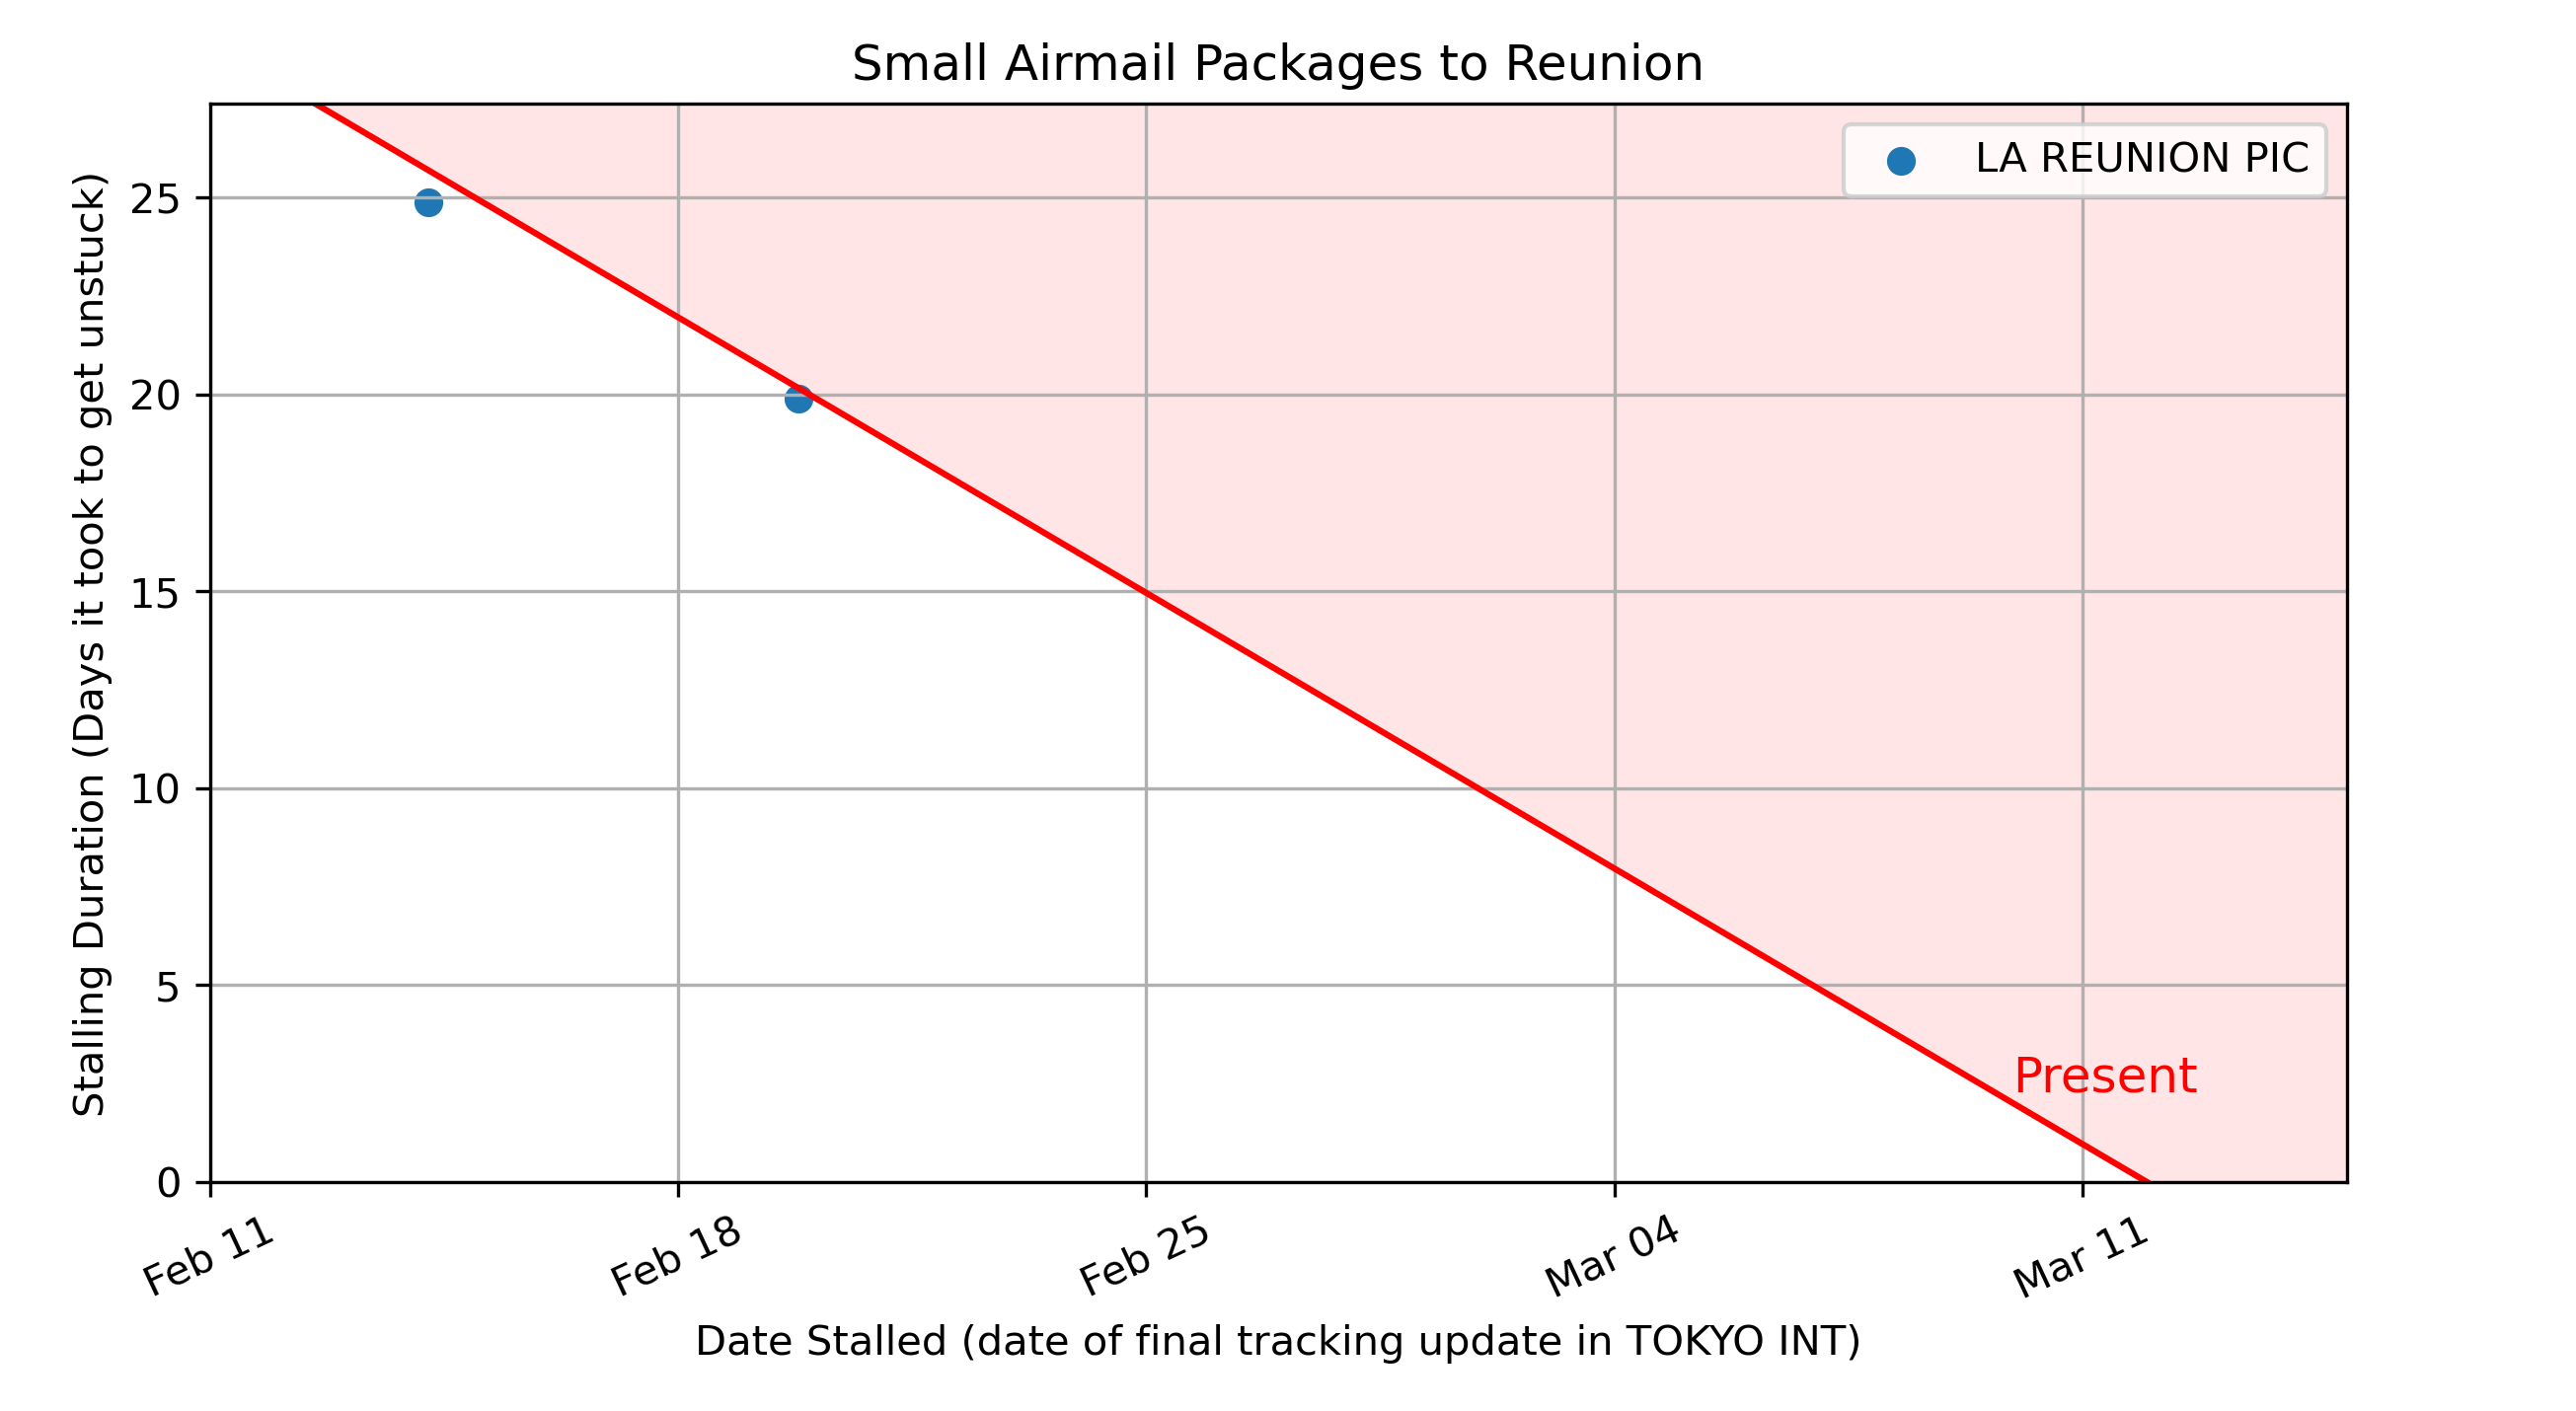 Small Airmail Packages to Reunion
LA REUNION PIC
Stalling Duration (Days it took to get unstuck)
25
20
15
10
5
0
Present
Feb 11
Feb 18
Feb 25
Mar 04
Mar 11
Date Stalled (date of final tracking update in TOKYO INT)